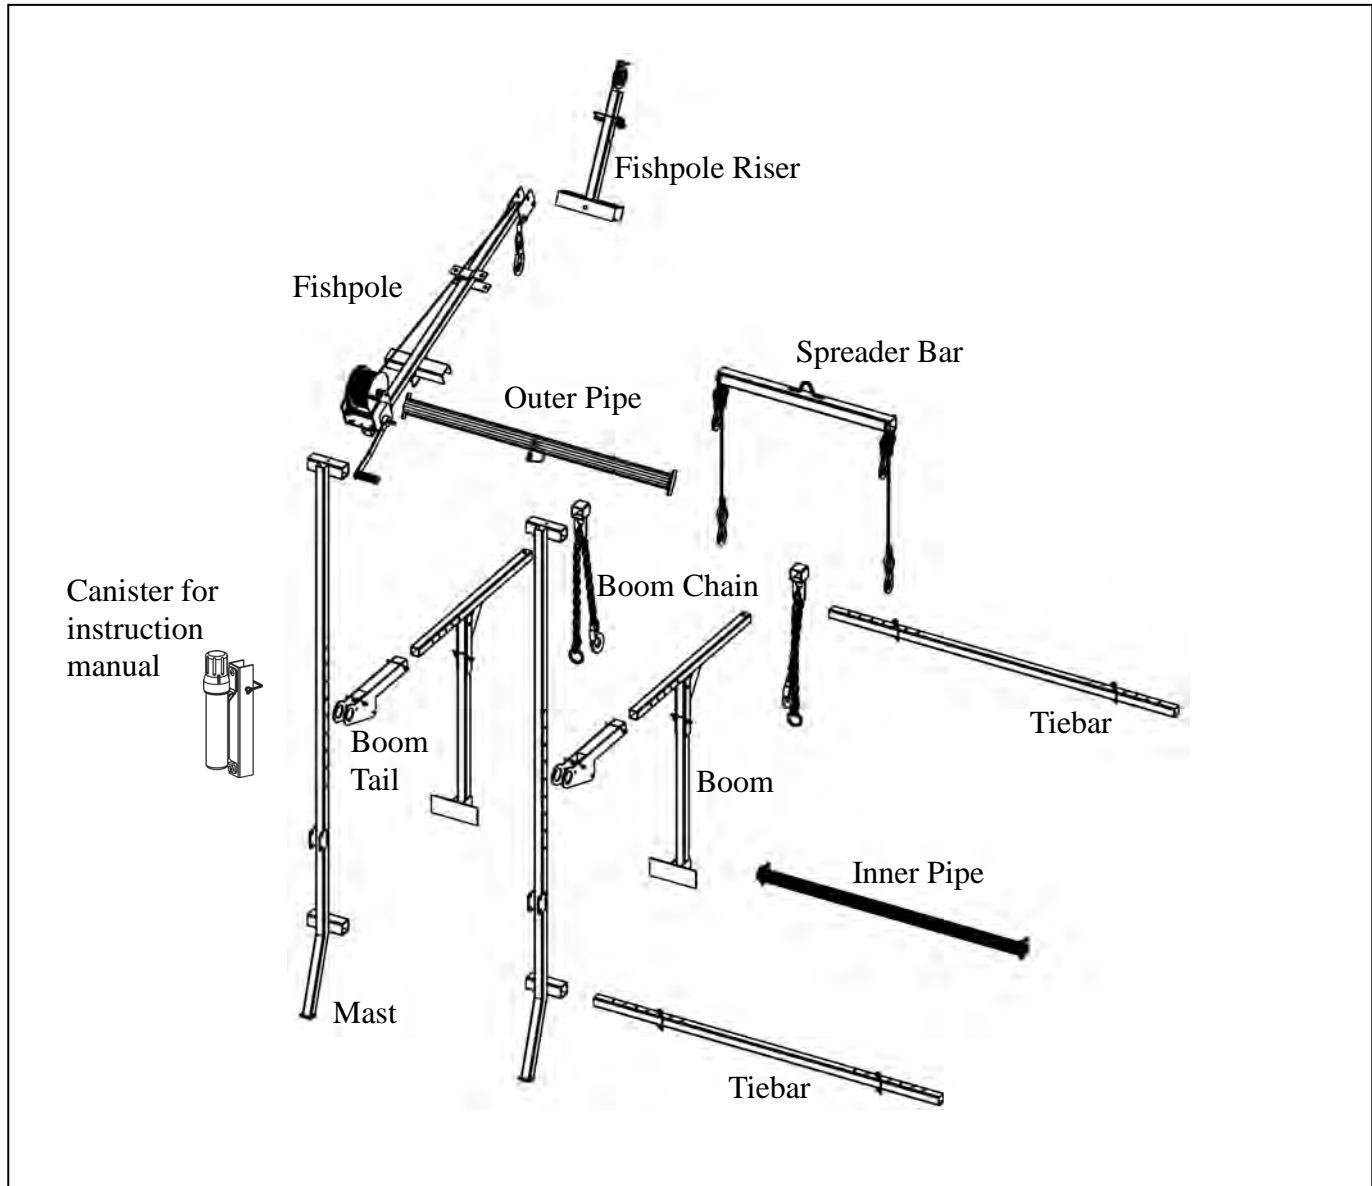 Fishpole Riser
Fishpole
Spreader Bar
Outer Pipe
Boom Chain
Canister for
instruction
manual
Tiebar
Boom
Tail
Boom
Inner Pipe
Mast
Tiebar